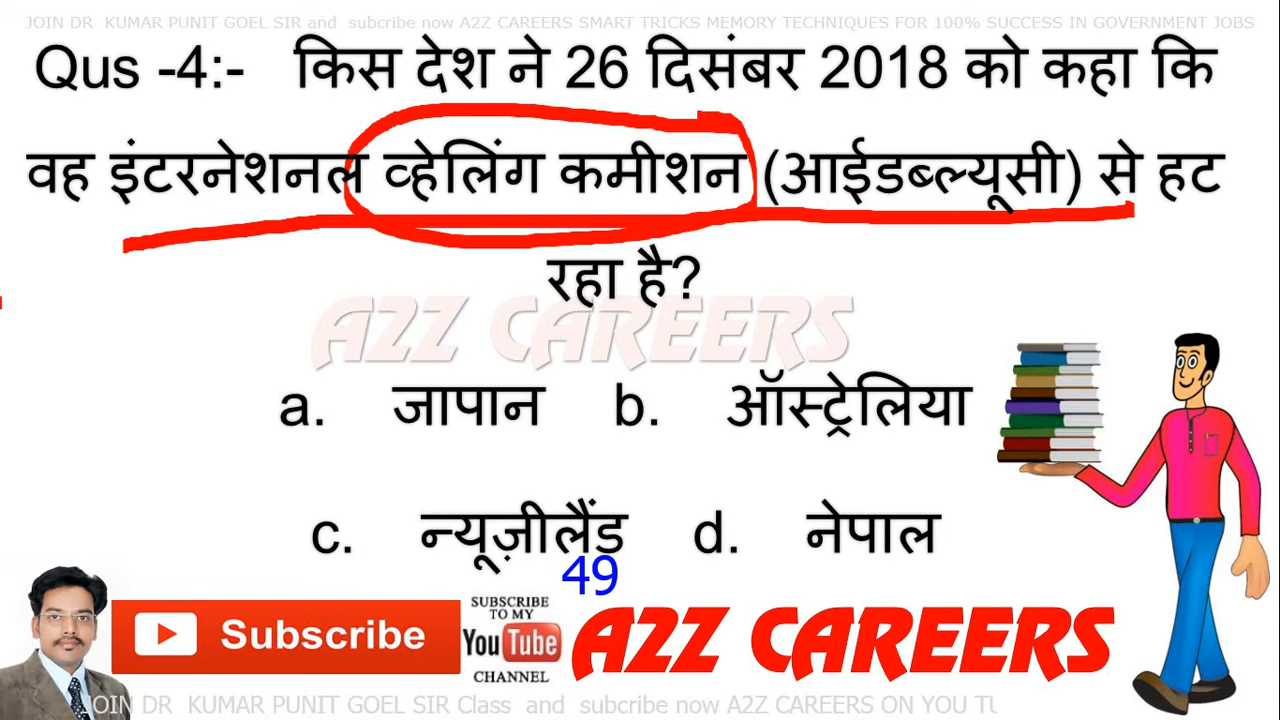 JOIN DR KUMAR PUNIT GOEL SIR and subcribe now A2Z CAREERS SMART TRICKS MEMORY TECHNIQUES FOR 100% SUCCESS IN GOVERNMENT JOBS
Qus -4:- किस देश ने 26 दिसंबर 2018 को कहा कि
वह इंटरनेशनल व्हेलिंग कमीशन (आईडब्ल्यूसी) से हट
रहा है?
A2Z CAREERS
a. जापान b. ऑस्ट्रेलिया
c. न्यूज़ीलैंड d. नेपाल
49
Subscribe
SUBSCRIBE
TO MY
YouTube
CHANNEL
A2Z CAREERS
JOIN DR KUMAR PUNIT GOEL SIR Class and subcribe now A2Z CAREERS ON YOU TU